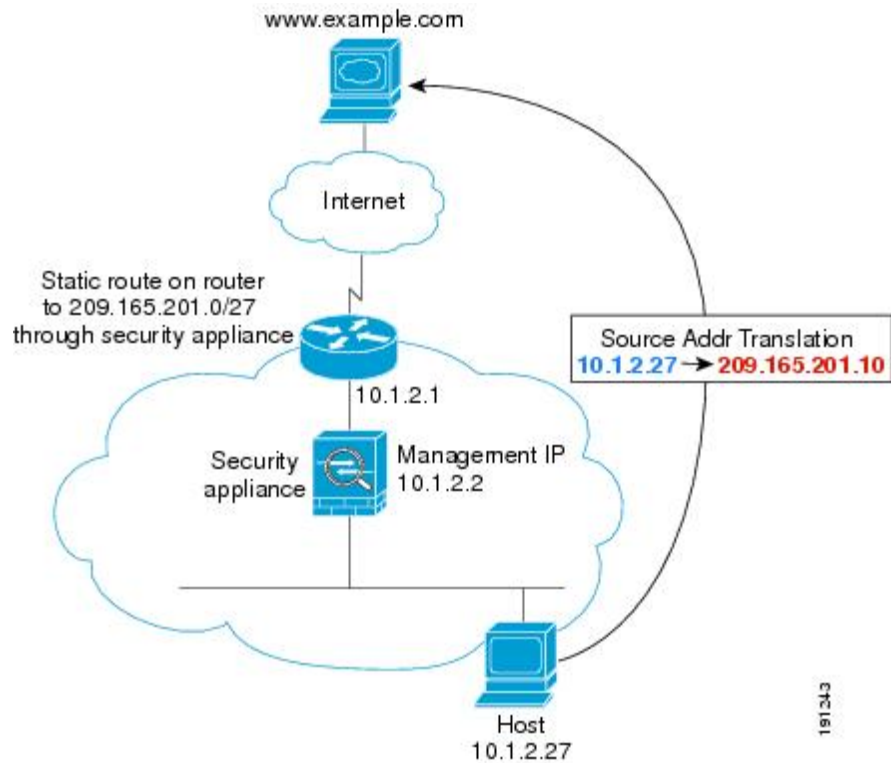 www.example.com
Internet
Static route on router
to 209.165.201.0/27
through security appliance
Source Addr Translation
10.1.2.27 → 209.165.201.10
10.1.2.1
Security
appliance
Management IP
10.1.2.2
Host
10.1.2.27
191243